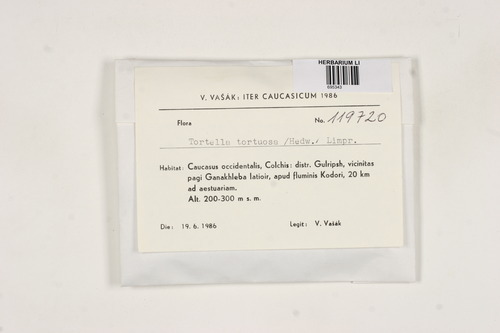 HERBARIUM LI
V. VAŠÁK: ITER CAUCASICUM 1986
Flora No. 119720
Tortella tortuosa /Hedw./ Limpr.
Habitat: Caucasus occidentalis, Colchis: distr. Gulripsh, vicinitas
pagi Ganakhleba latioir, apud fluminis Kodori, 20 km
ad aestuariam.
Alt. 200-300 m s. m.
Die: 19. 6. 1986 Legit: V. Vašák